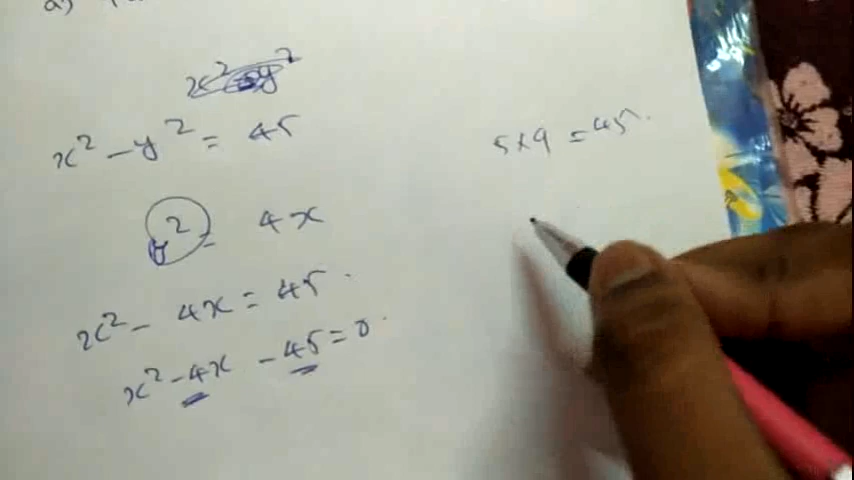 a)
x² - y² = 45
5 x 9 = 45.
y² = 4x
x² - 4x = 45.
x² - 4x - 45 = 0.